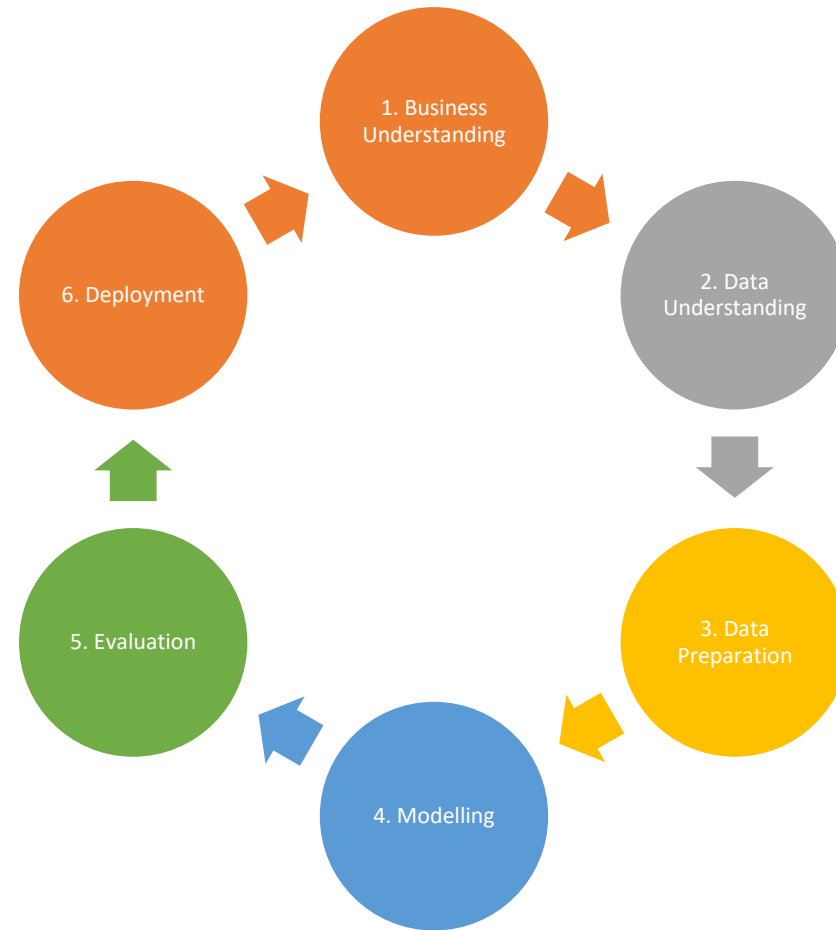 1. Business
Understanding
2. Data
Understanding
3. Data
Preparation
4. Modelling
5. Evaluation
6. Deployment